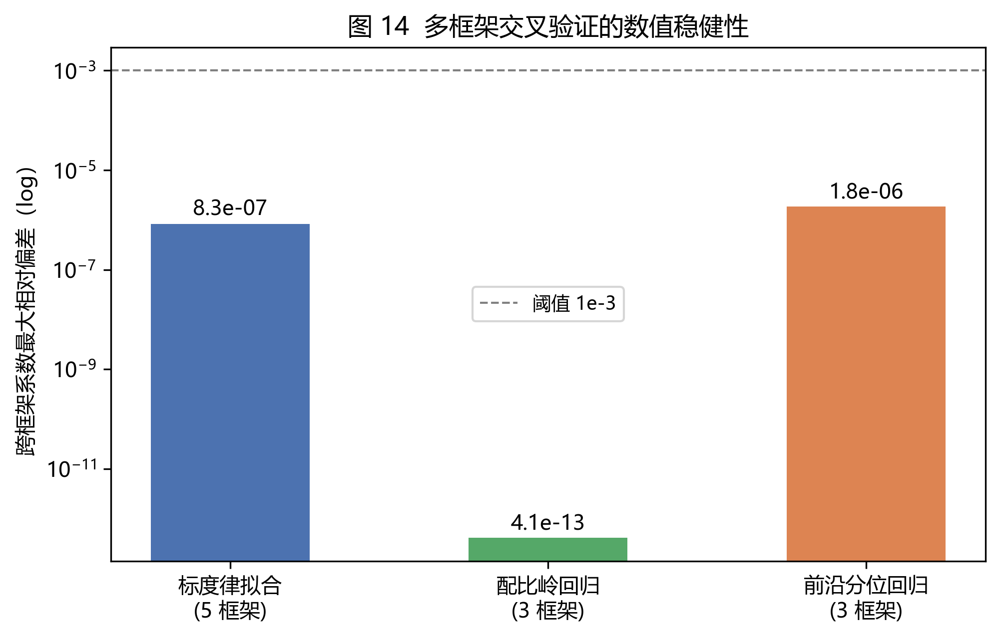 图 14 多框架交叉验证的数值稳健性
跨框架系数最大相对偏差 (log)
10⁻³
10⁻⁵
10⁻⁷
10⁻⁹
10⁻¹¹
8.3e-07
4.1e-13
1.8e-06
阈值 1e-3
标度律拟合
(5 框架)
配比岭回归
(3 框架)
前沿分位回归
(3 框架)